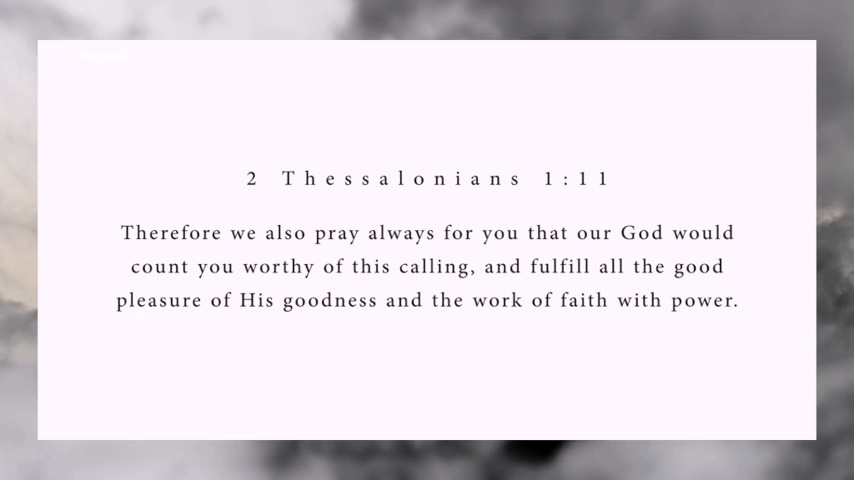 2 Thessalonians 1:11
Therefore we also pray always for you that our God would
count you worthy of this calling, and fulfill all the good
pleasure of His goodness and the work of faith with power.